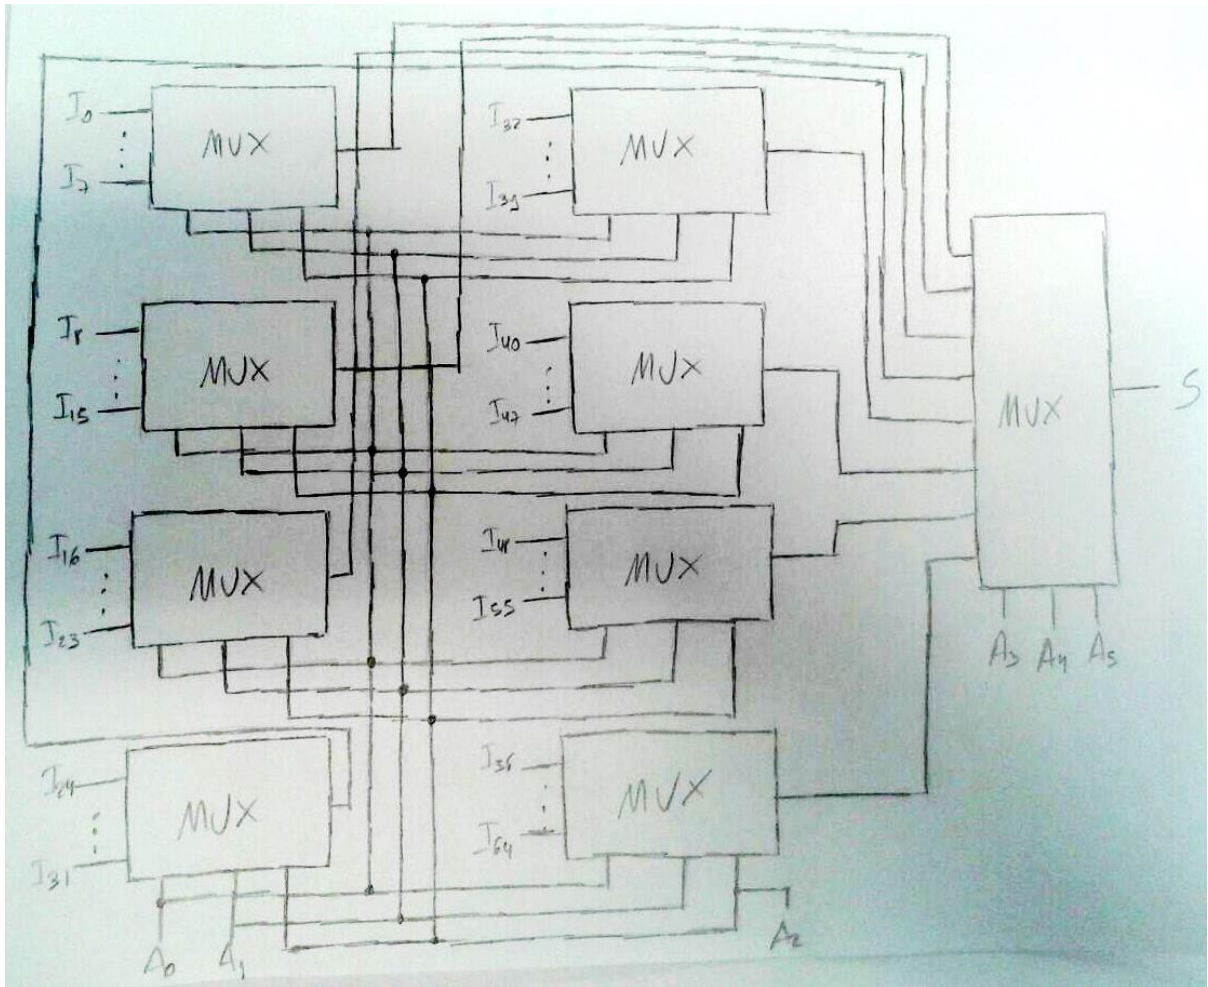 I0 I32
MUX MUX
I7 I39
I8 I40
MUX MUX MUX S
I15 I47
I16 I48
MUX MUX
I23 I55
A3 A4 A5
I24 I36
MUX MUX
I31 I64
A0 A1 A2